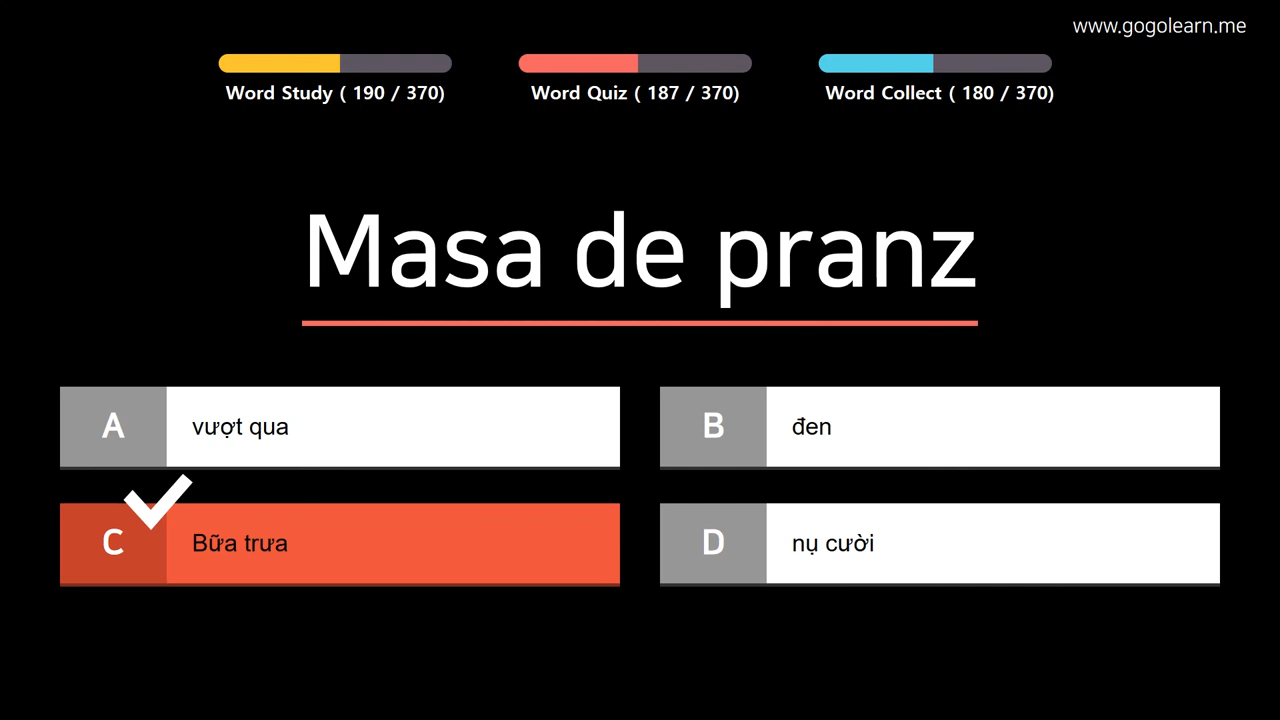 www.gogolearn.me
Word Study ( 190 / 370)
Word Quiz ( 187 / 370)
Word Collect ( 180 / 370)
Masa de pranz
A
vượt qua
B
đen
C
Bữa trưa
D
nụ cười